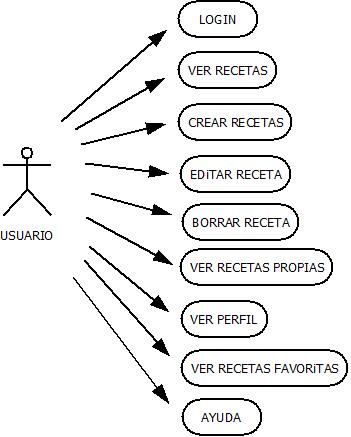 LOGIN
VER RECETAS
CREAR RECETAS
EDiTAR RECETA
USUARIO
BORRAR RECETA
VER RECETAS PROPIAS
VER PERFIL
VER RECETAS FAVORiTAS
AYUDA